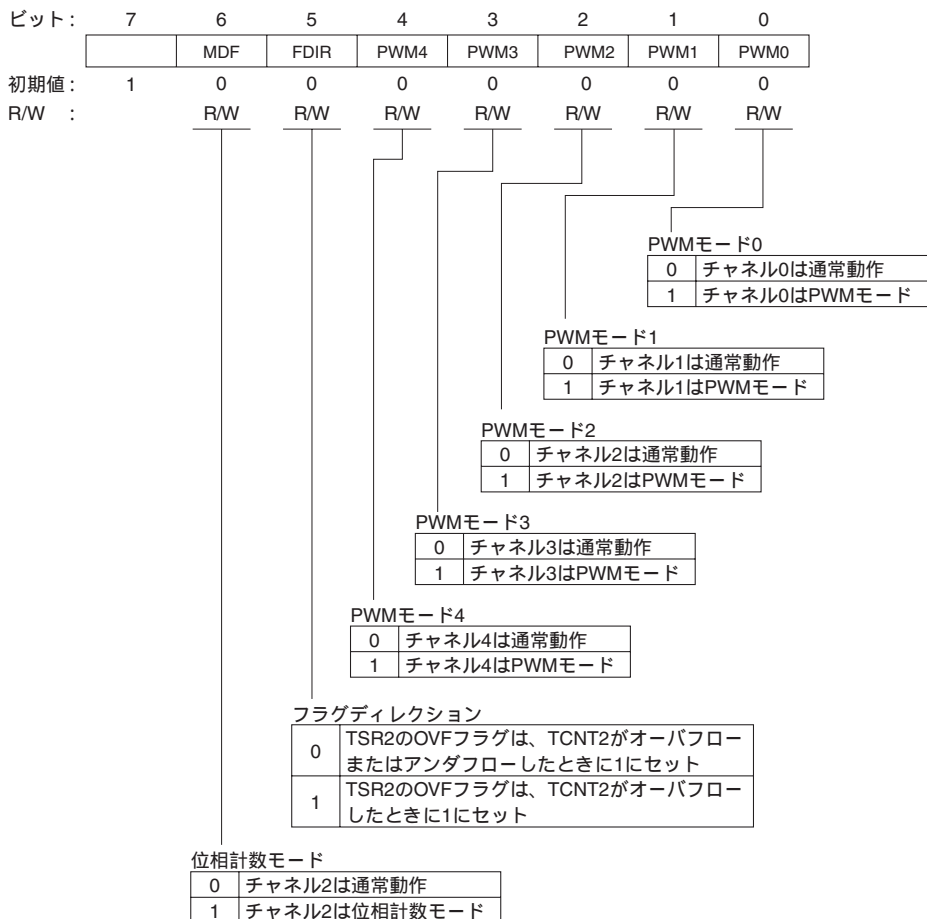 ビット： 7 6 5 4 3 2 1 0
MDF FDIR PWM4 PWM3 PWM2 PWM1 PWM0
初期値： 1 0 0 0 0 0 0 0
R/W ： R/W R/W R/W R/W R/W R/W R/W
PWMモード0
0 チャネル0は通常動作
1 チャネル0はPWMモード
PWMモード1
0 チャネル1は通常動作
1 チャネル1はPWMモード
PWMモード2
0 チャネル2は通常動作
1 チャネル2はPWMモード
PWMモード3
0 チャネル3は通常動作
1 チャネル3はPWMモード
PWMモード4
0 チャネル4は通常動作
1 チャネル4はPWMモード
フラグディレクション
0 TSR2のOVFフラグは、TCNT2がオーバフロー
またはアンダフローしたときに1にセット
1 TSR2のOVFフラグは、TCNT2がオーバフロー
したときに1にセット
位相計数モード
0 チャネル2は通常動作
1 チャネル2は位相計数モード